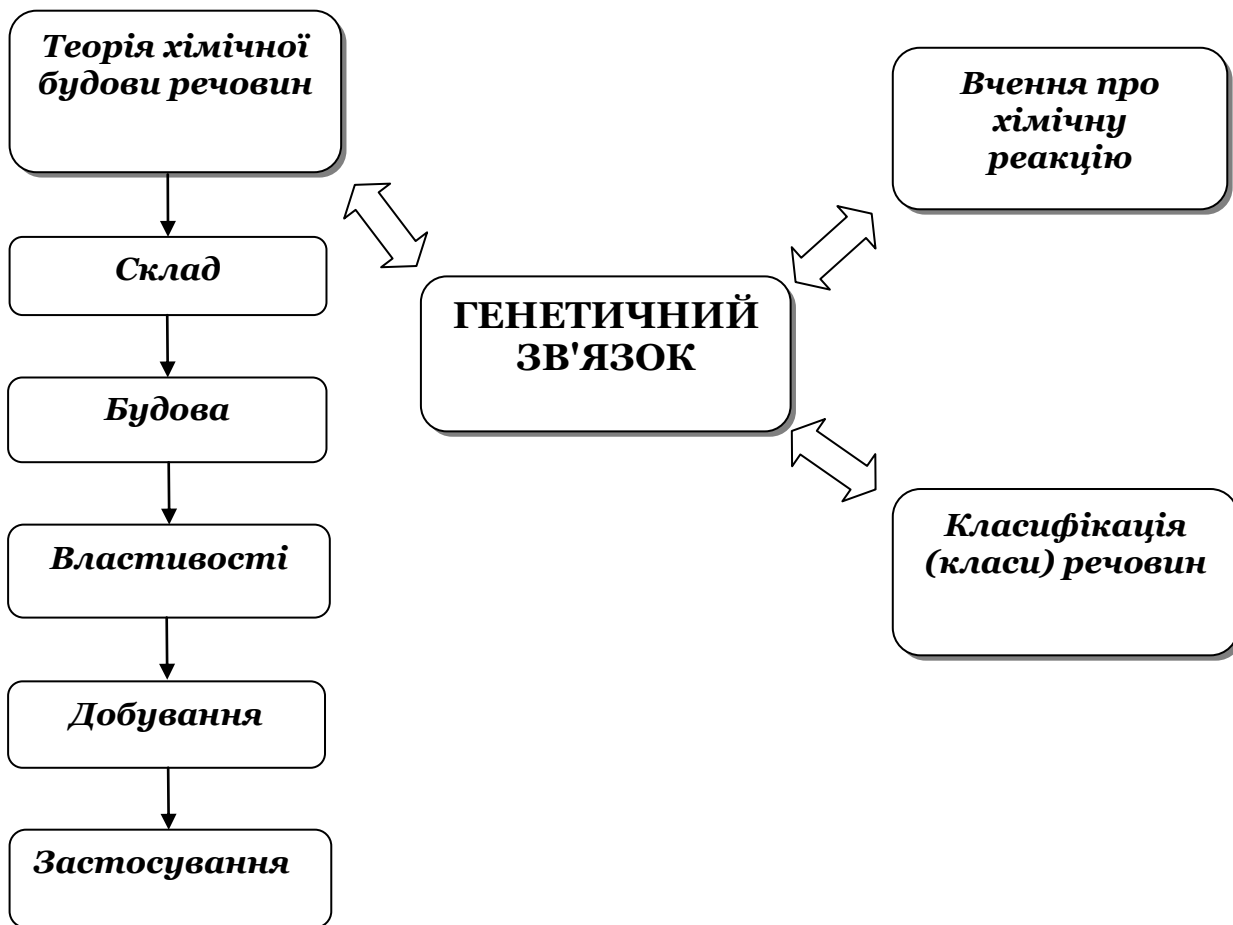 Теорія хімічної
будови речовин
Вчення про
хімічну
реакцію
Склад
ГЕНЕТИЧНИЙ
ЗВ'ЯЗОК
Будова
Класифікація
(класи) речовин
Властивості
Добування
Застосування